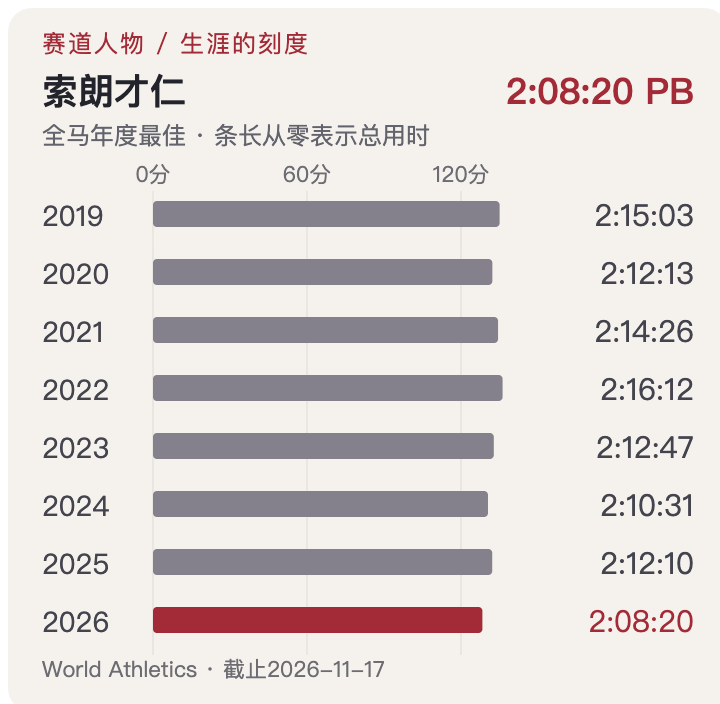 赛道人物 / 生涯的刻度
索朗才仁 2:08:20 PB
全马年度最佳 · 条长从零表示总用时
0分 60分 120分
2019 2:15:03
2020 2:12:13
2021 2:14:26
2022 2:16:12
2023 2:12:47
2024 2:10:31
2025 2:12:10
2026 2:08:20
World Athletics · 截止2026–11–17